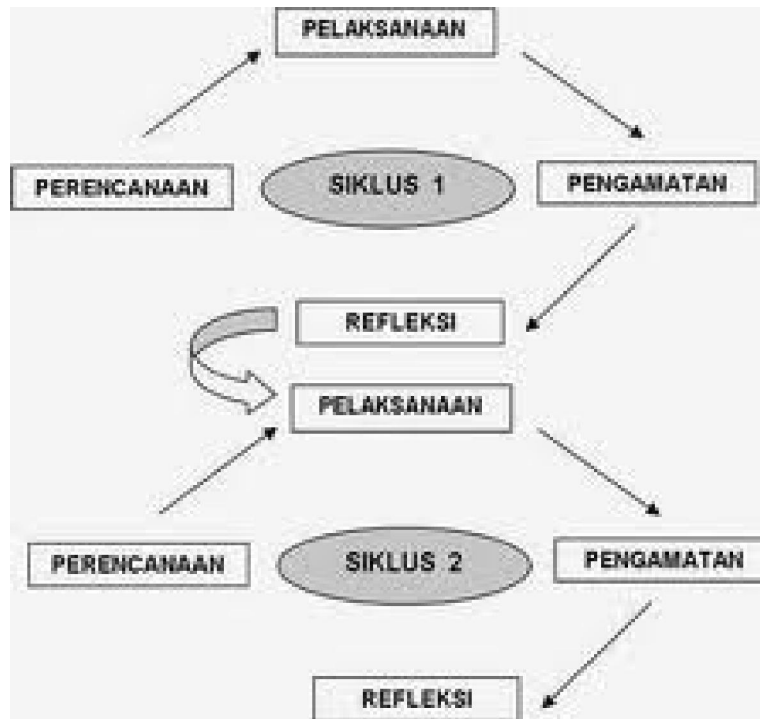 PELAKSANAAN
PERENCANAAN
SIKLUS 1
PENGAMATAN
REFLEKSI
PELAKSANAAN
PERENCANAAN
SIKLUS 2
PENGAMATAN
REFLEKSI